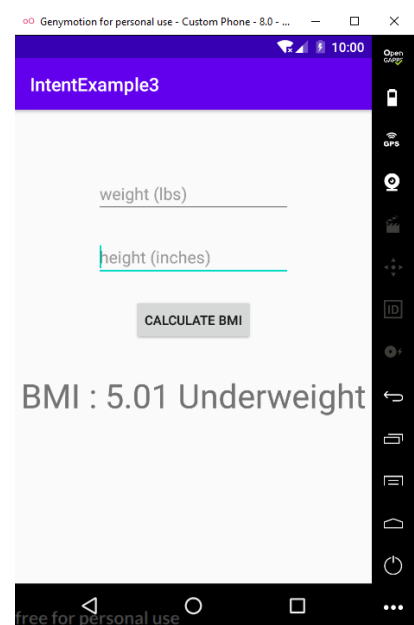 Genymotion for personal use - Custom Phone - 8.0 - ...
10:00
Open
GAPPS
IntentExample3
GPS
weight (lbs)
height (inches)
ID
CALCULATE BMI
BMI : 5.01 Underweight
free for personal use